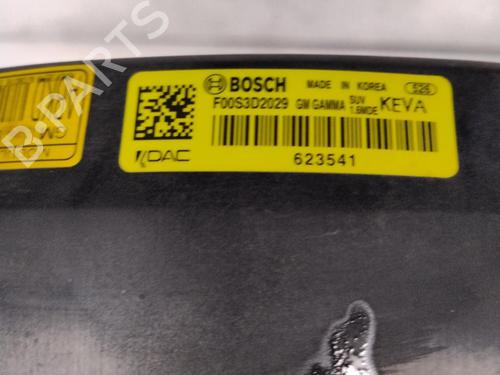 BOSCH
MADE IN KOREA
F00S3D2029
GM GAMMA
SUV
1.6MDE
KEVA
DAC
623541
B-PARTS